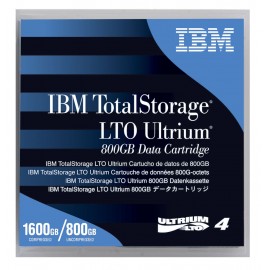 IBM
IBM TotalStorage®
LTO Ultrium®
800GB Data Cartridge
IBM TotalStorage LTO Ultrium Cartucho de datos de 800GB
IBM TotalStorage LTO Ultrium Cartouche de données 800G-octets
IBM TotalStorage LTO Ultrium 800GB Datenkassette
IBM TotalStorage LTO Ultrium 800GB データカートリッジ
1600GB/800GB
COMPRESSED UNCOMPRESSED
ULTRIUM
LTO
4